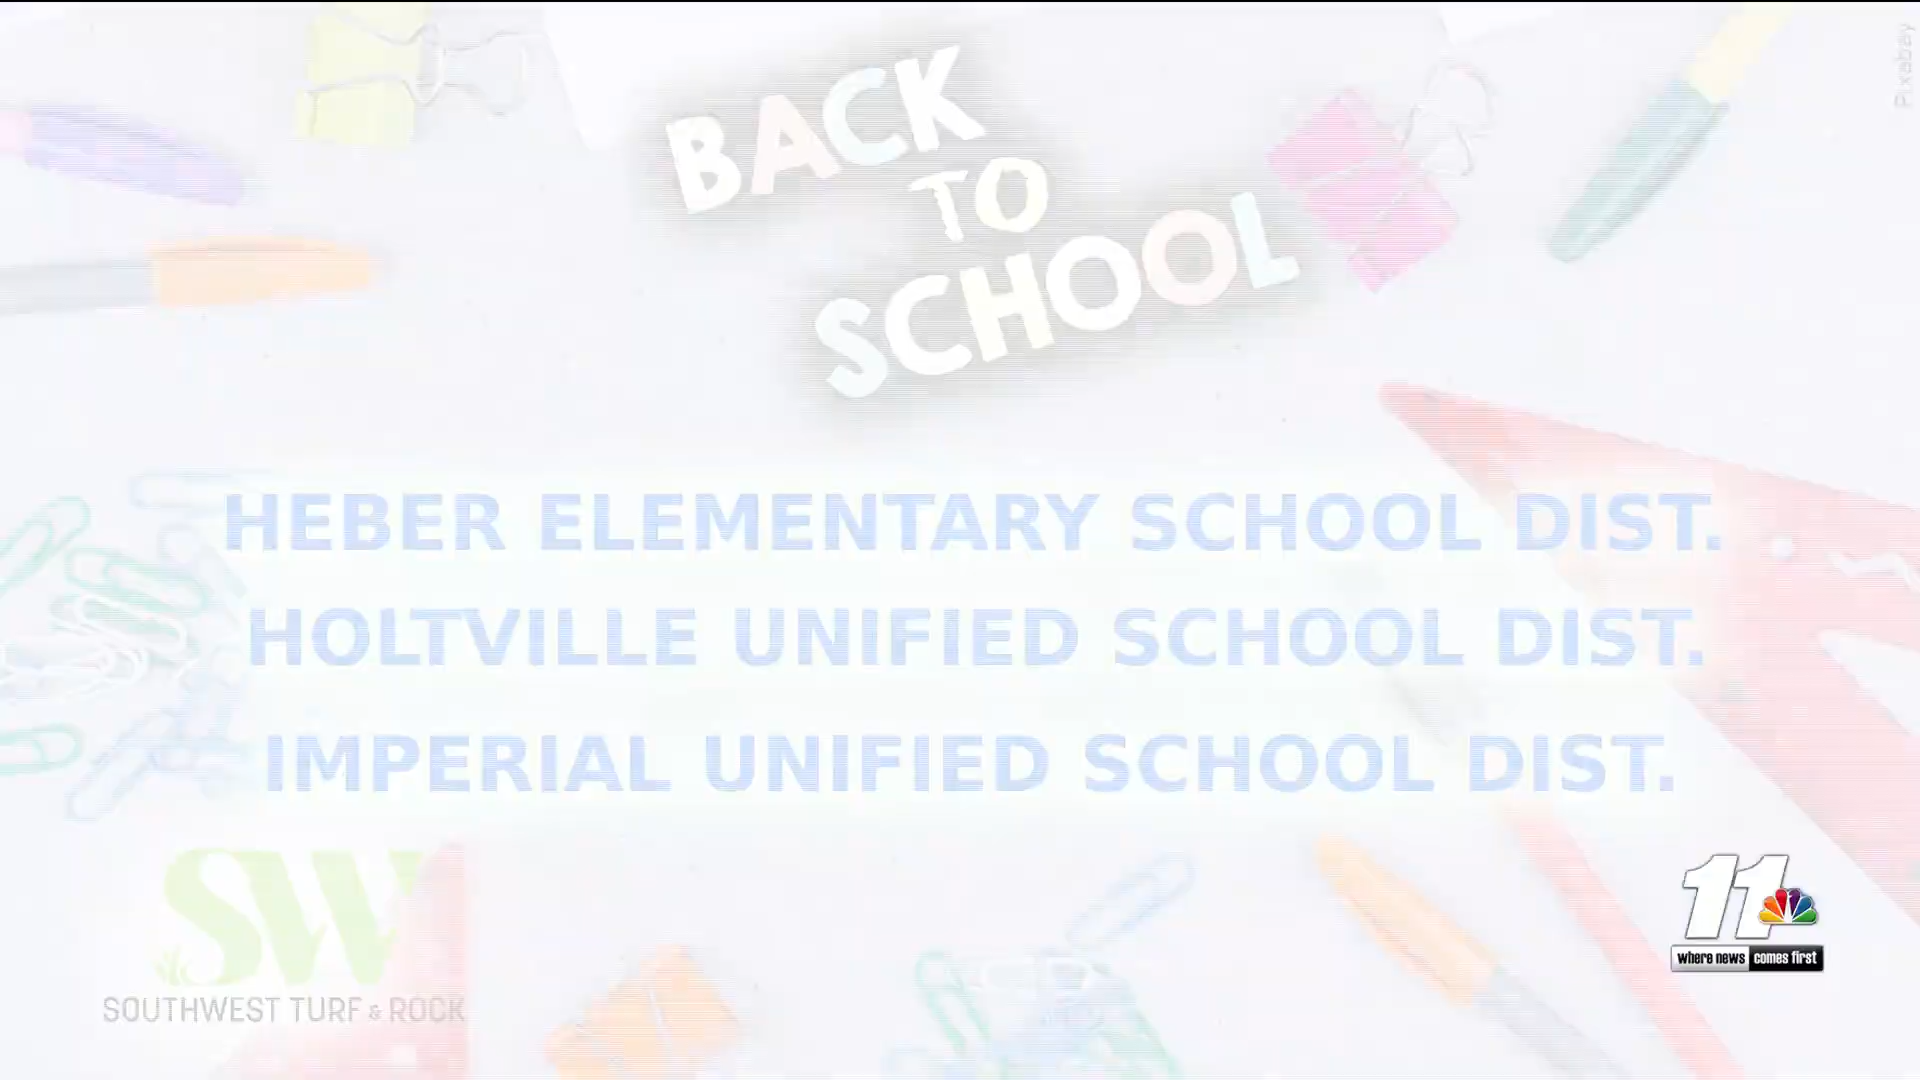 Pixabay
BACK
TO
SCHOOL
HEBER ELEMENTARY SCHOOL DIST.
HOLTVILLE UNIFIED SCHOOL DIST.
IMPERIAL UNIFIED SCHOOL DIST.
SW
SOUTHWEST TURF & ROCK
11
where news comes first